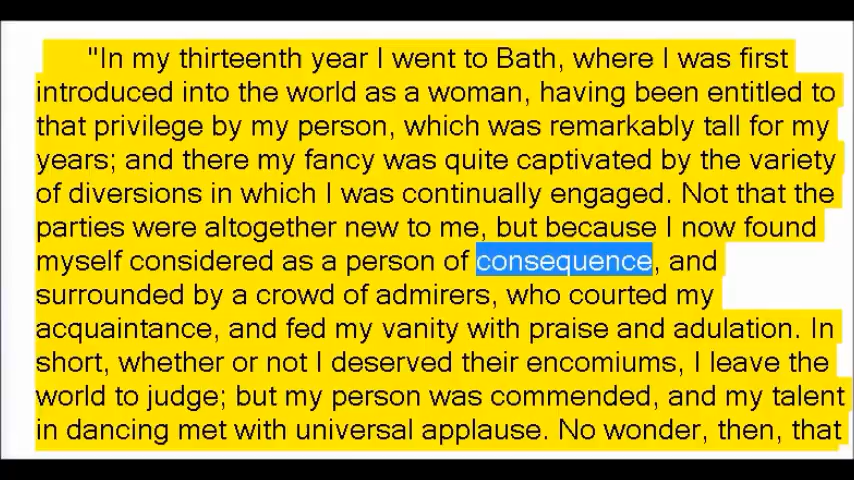 "In my thirteenth year I went to Bath, where I was first
introduced into the world as a woman, having been entitled to
that privilege by my person, which was remarkably tall for my
years; and there my fancy was quite captivated by the variety
of diversions in which I was continually engaged. Not that the
parties were altogether new to me, but because I now found
myself considered as a person of consequence, and
surrounded by a crowd of admirers, who courted my
acquaintance, and fed my vanity with praise and adulation. In
short, whether or not I deserved their encomiums, I leave the
world to judge; but my person was commended, and my talent
in dancing met with universal applause. No wonder, then, that